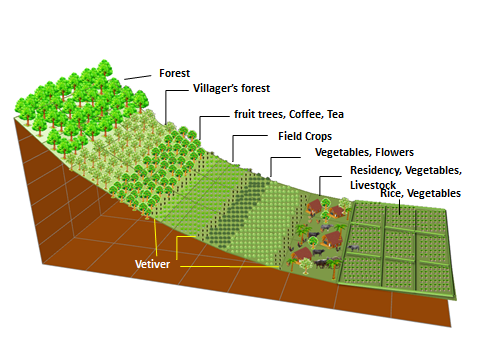 Forest
Villager's forest
fruit trees, Coffee, Tea
Field Crops
Vegetables, Flowers
Residency, Vegetables,
Livestock
Rice, Vegetables
Vetiver